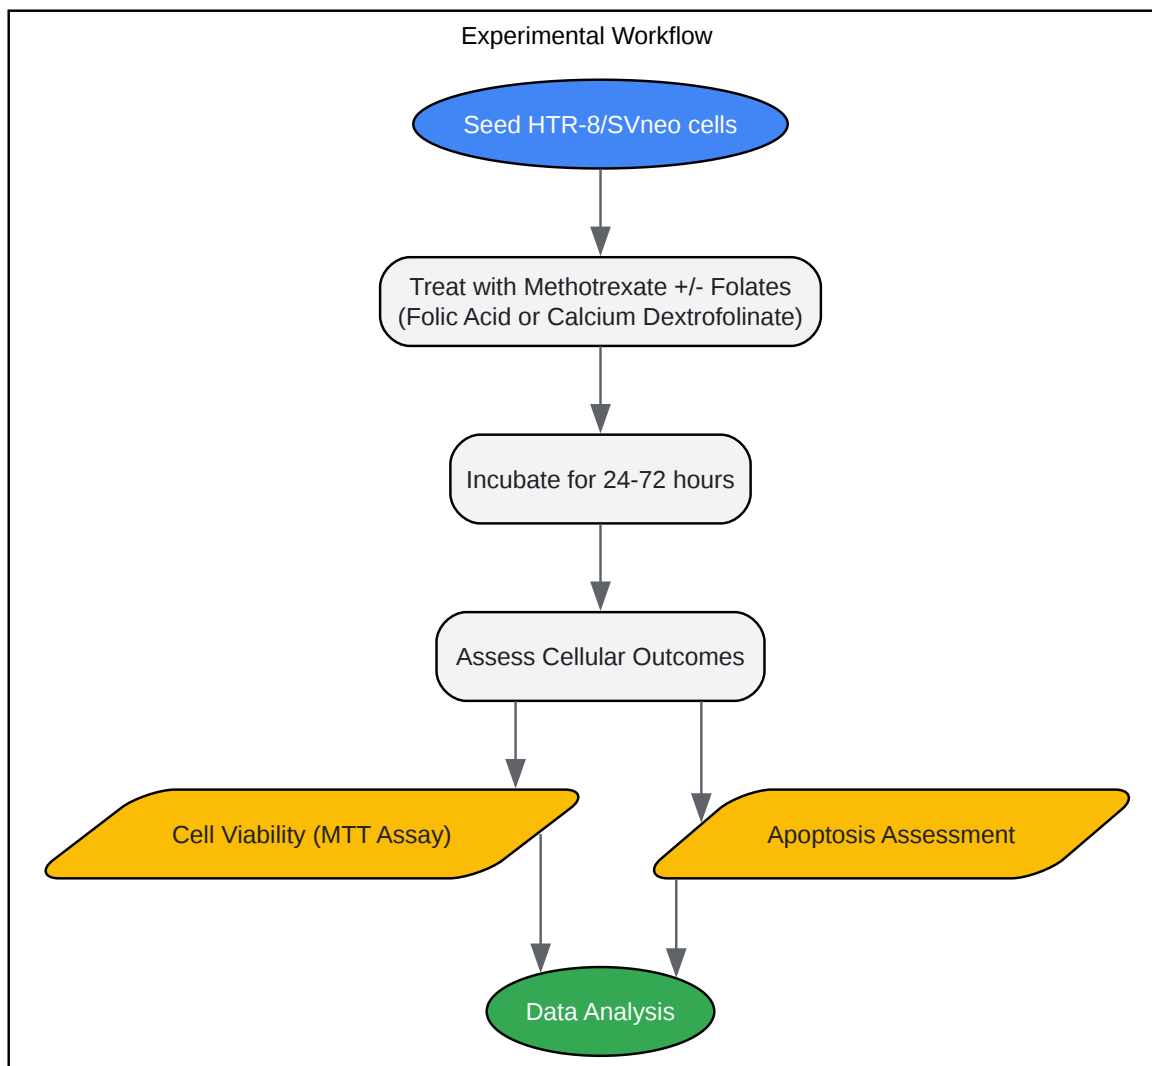 Experimental Workflow
Seed HTR-8/SVneo cells
Treat with Methotrexate +/- Folates
(Folic Acid or Calcium Dextrofolinate)
Incubate for 24-72 hours
Assess Cellular Outcomes
Cell Viability (MTT Assay)
Apoptosis Assessment
Data Analysis